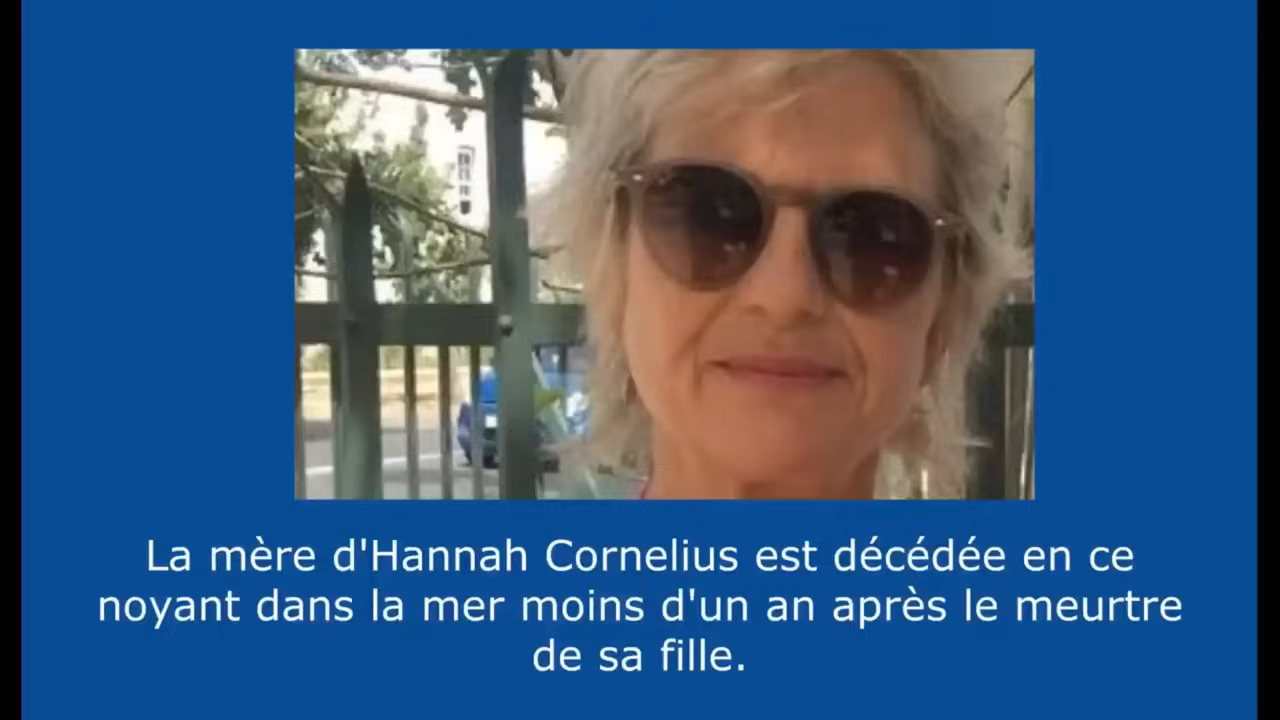 La mère d'Hannah Cornelius est décédée en ce
noyant dans la mer moins d'un an après le meurtre
de sa fille.